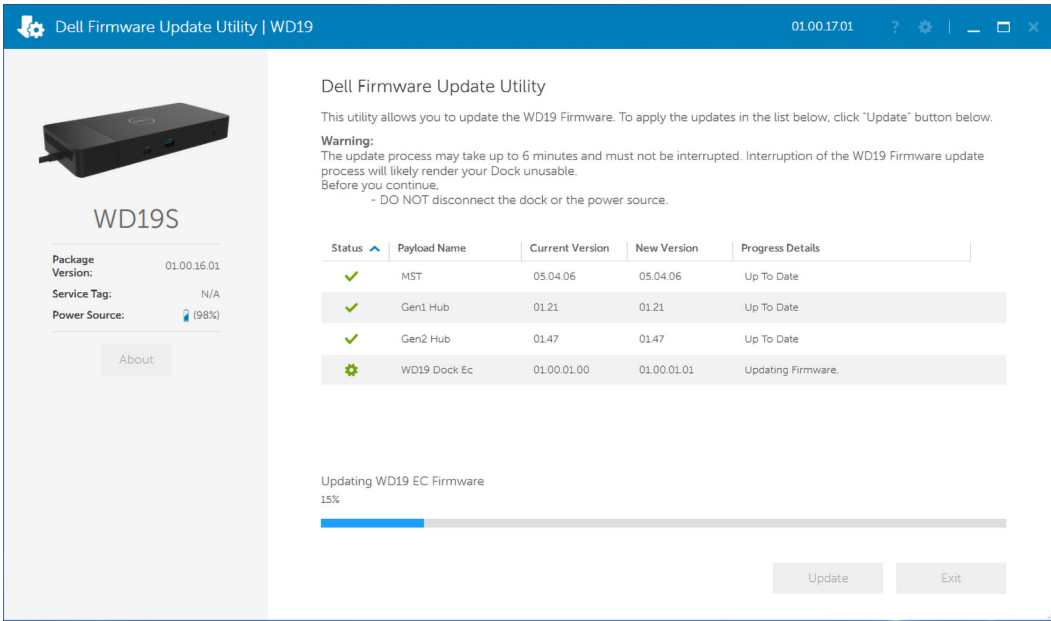 Dell Firmware Update Utility | WD19
01.00.17.01
?
Dell Firmware Update Utility
This utility allows you to update the WD19 Firmware. To apply the updates in the list below, click "Update" button below.
Warning:
The update process may take up to 6 minutes and must not be interrupted. Interruption of the WD19 Firmware update
process will likely render your Dock unusable.
Before you continue,
- DO NOT disconnect the dock or the power source.
WD19S
Package
Version: 01.00.16.01
Service Tag: N/A
Power Source: (98%)
About
Status Payload Name Current Version New Version Progress Details
MST 05.04.06 05.04.06 Up To Date
Gen1 Hub 01.21 01.21 Up To Date
Gen2 Hub 01.47 01.47 Up To Date
WD19 Dock Ec 01.00.01.00 01.00.01.01 Updating Firmware.
Updating WD19 EC Firmware
15%
Update Exit